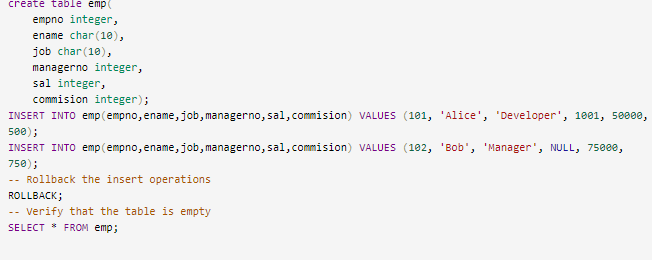 create table emp(
empno integer,
ename char(10),
job char(10),
managerno integer,
sal integer,
commision integer);
INSERT INTO emp(empno,ename,job,managerno,sal,commision) VALUES (101, 'Alice', 'Developer', 1001, 50000,
500);
INSERT INTO emp(empno,ename,job,managerno,sal,commision) VALUES (102, 'Bob', 'Manager', NULL, 75000,
750);
-- Rollback the insert operations
ROLLBACK;
-- Verify that the table is empty
SELECT * FROM emp;